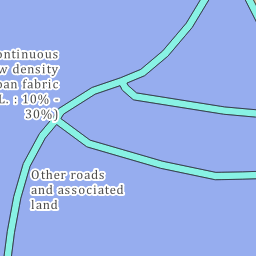 ontinuous
w density
ban fabric
L. : 10% -
30%)
Other roads
and associated
land